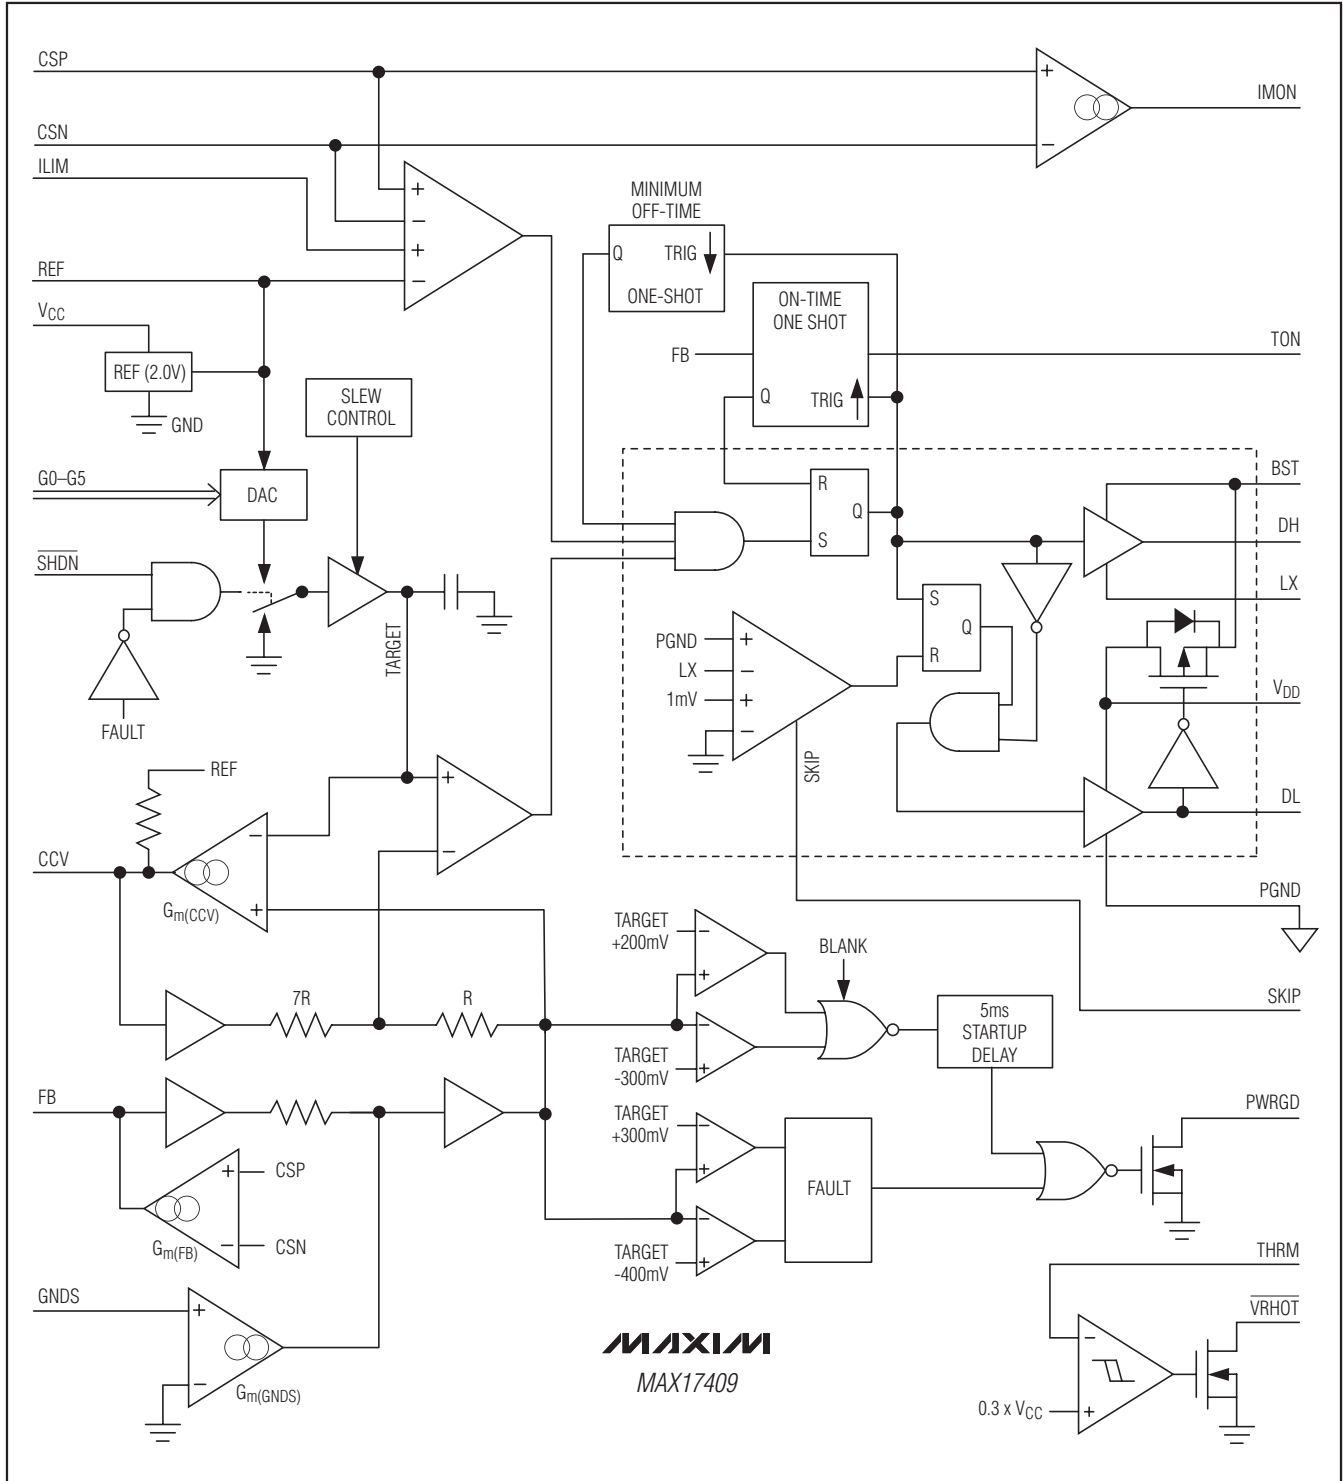 CSP
+
IMON
CSN
−
ILIM
+
−
+
−
MINIMUM
OFF-TIME
Q
TRIG
ONE-SHOT
REF
ON-TIME
ONE SHOT
VCC
REF (2.0V)
GND
FB
TON
Q
TRIG
SLEW
CONTROL
G0–G5
DAC
R
Q
S
BST
DH
SHDN
LX
TARGET
FAULT
PGND
+
LX
−
1mV
+
−
SKIP
S
Q
R
VDD
DL
REF
+
−
CCV
−
Gm(CCV)
+
PGND
TARGET
+200mV
−
+
BLANK
7R
R
−
TARGET
-300mV
+
5ms
STARTUP
DELAY
SKIP
FB
TARGET
+300mV
−
+
PWRGD
+
CSP
FAULT
Gm(FB)
−
CSN
−
TARGET
-400mV
+
THRM
GNDS
+
−
Gm(GNDS)
MAXIM
MAX17409
VRHOT
−
0.3 x VCC
+